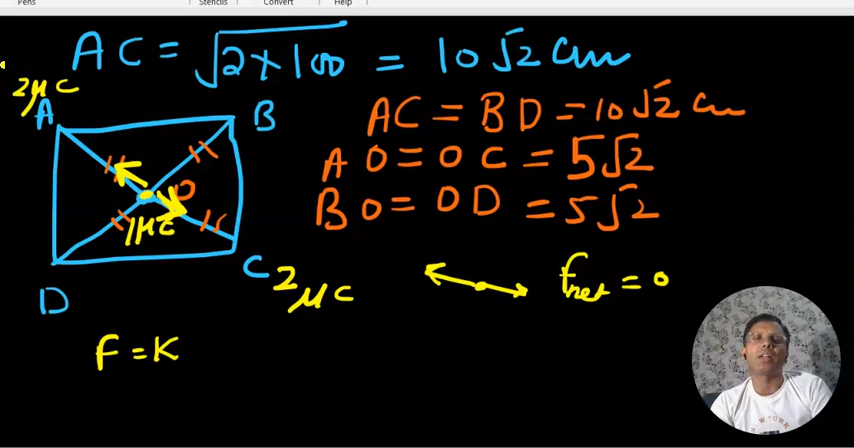 Pens Stencils Convert Help
AC = √2×100 = 10√2 cm
2μC
A B
AC = BD = 10√2 cm
AO = OC = 5√2
BO = OD = 5√2
O
1μC
D C 2μC
Fnet = 0
F = K